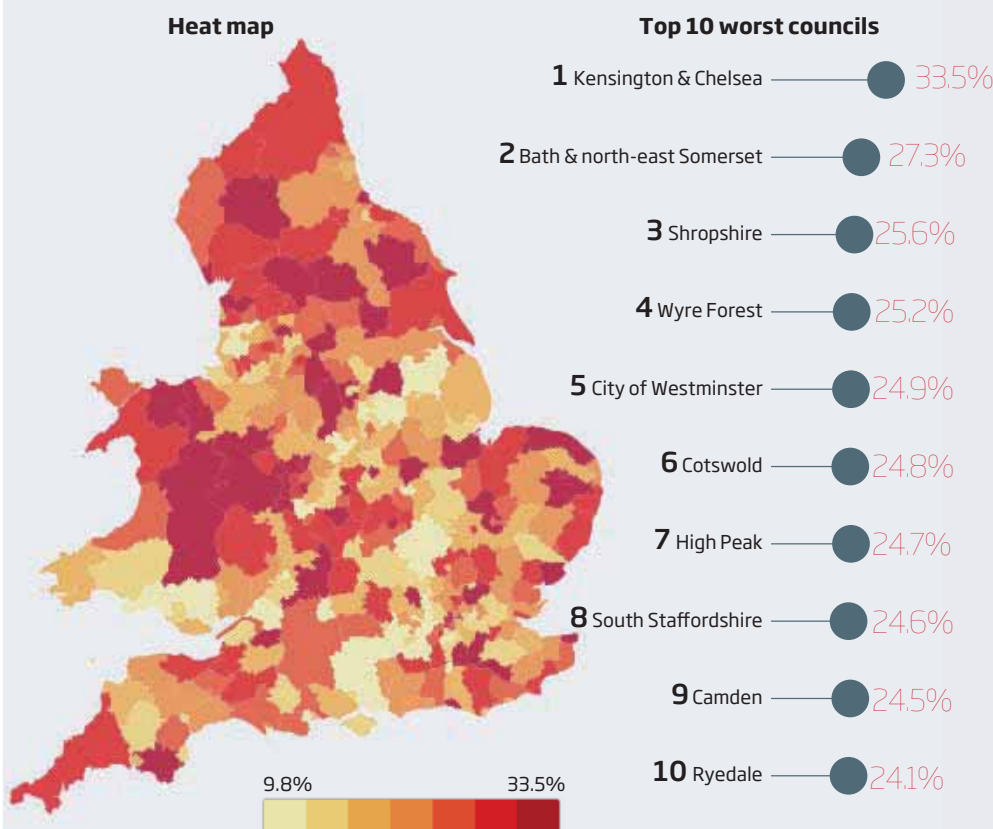 Heat map
Top 10 worst councils
1 Kensington & Chelsea 33.5%
2 Bath & north-east Somerset 27.3%
3 Shropshire 25.6%
4 Wyre Forest 25.2%
5 City of Westminster 24.9%
6 Cotswold 24.8%
7 High Peak 24.7%
8 South Staffordshire 24.6%
9 Camden 24.5%
10 Ryedale 24.1%
9.8% 33.5%